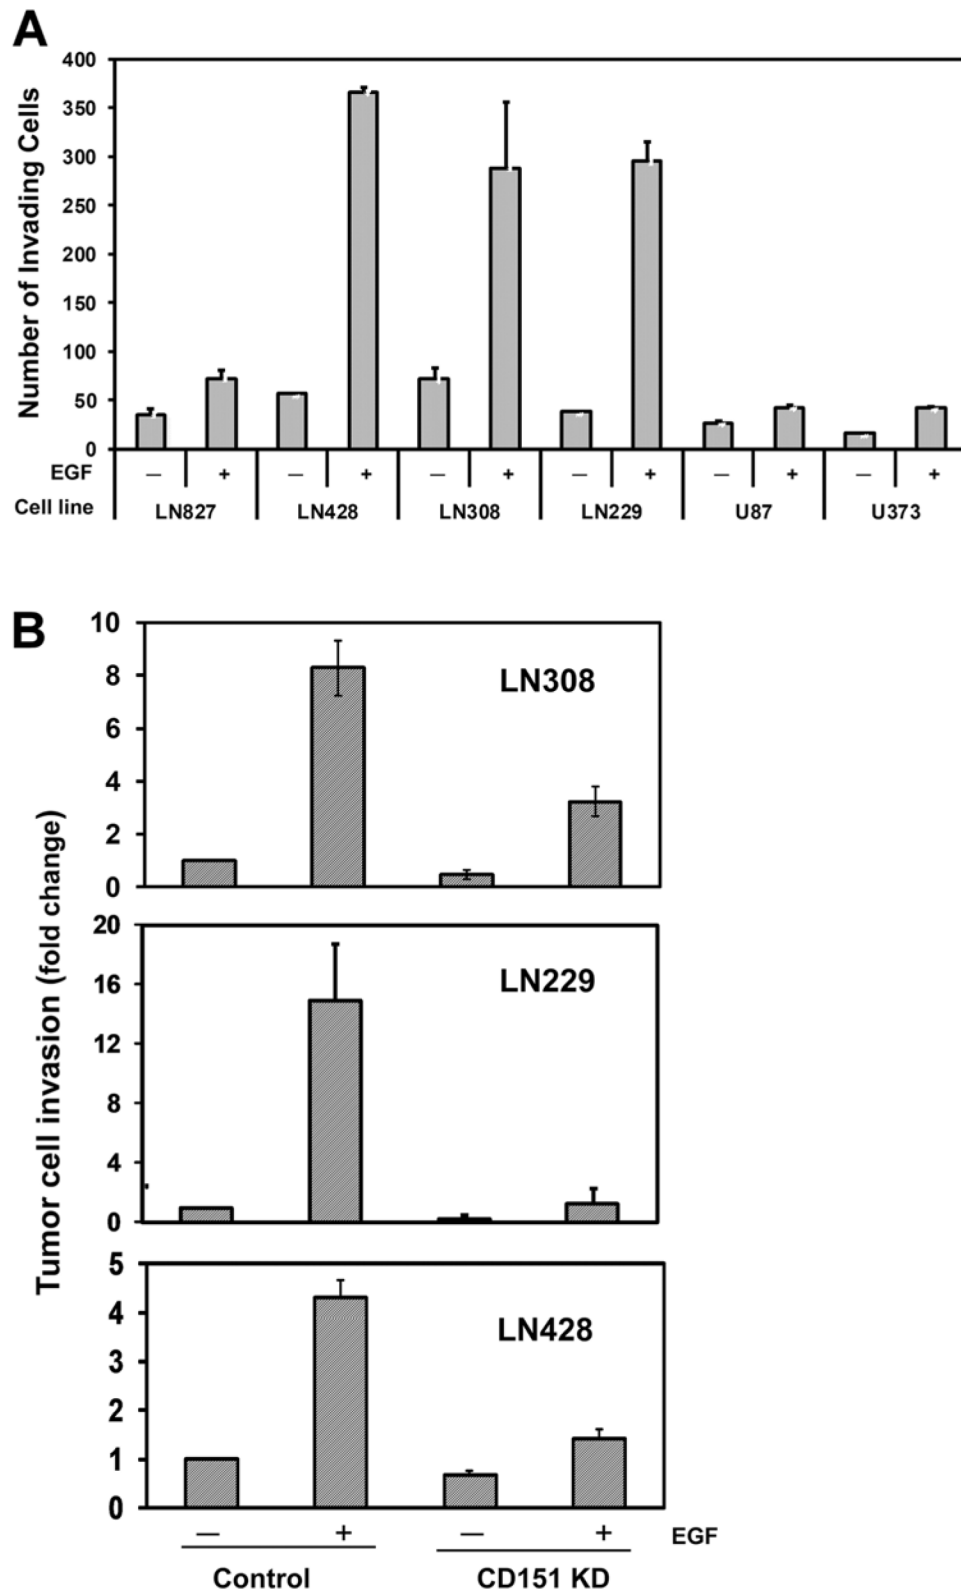 A
Number of Invading Cells
400
350
300
250
200
150
100
50
0
EGF — + — + — + — + — + — +
Cell line LN827 LN428 LN308 LN229 U87 U373
B
Tumor cell invasion (fold change)
10
8
6
4
2
0
LN308
20
16
12
8
4
0
LN229
5
4
3
2
1
0
LN428
— + — + EGF
Control CD151 KD